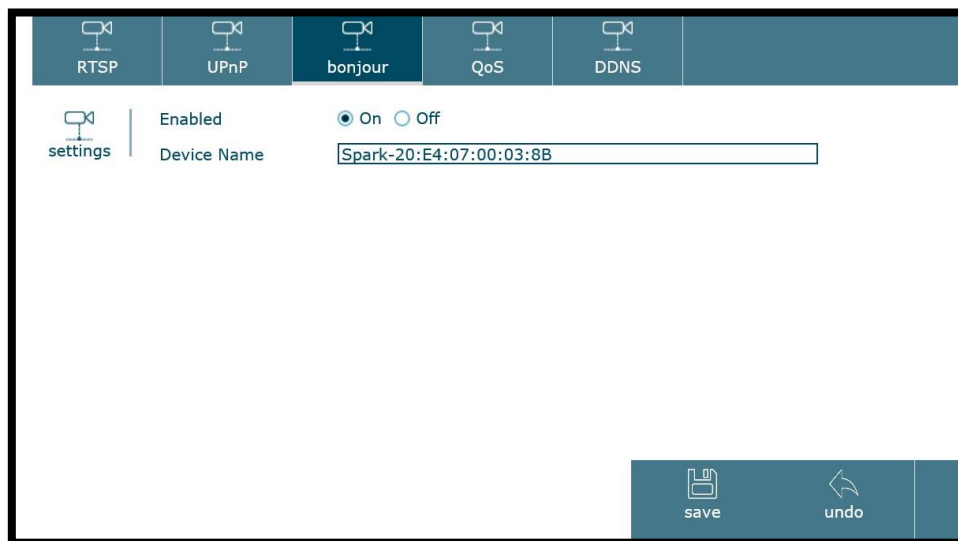 RTSP UPnP bonjour QoS DDNS
settings
Enabled On Off
Device Name Spark-20:E4:07:00:03:8B
save undo